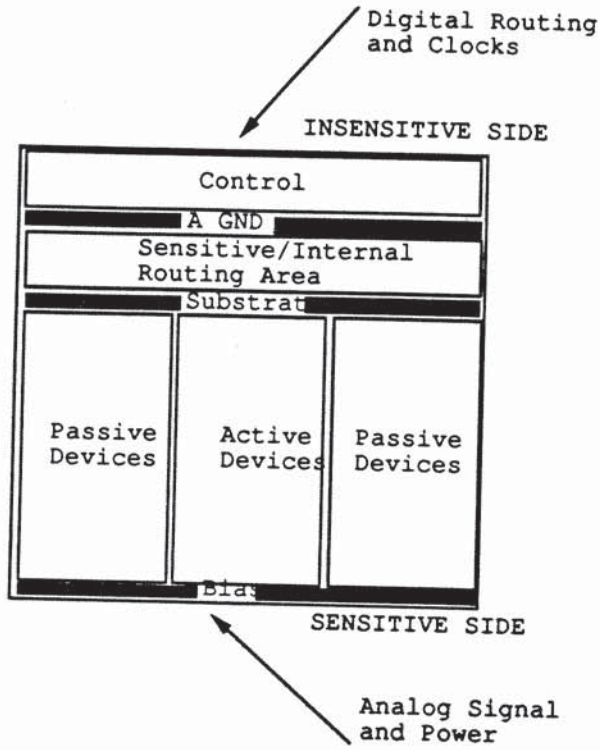 Digital Routing
and Clocks
INSENSITIVE SIDE
Control
A GND
Sensitive/Internal
Routing Area
Substrat
Passive
Devices
Active
Devices
Passive
Devices
Bias
SENSITIVE SIDE
Analog Signal
and Power